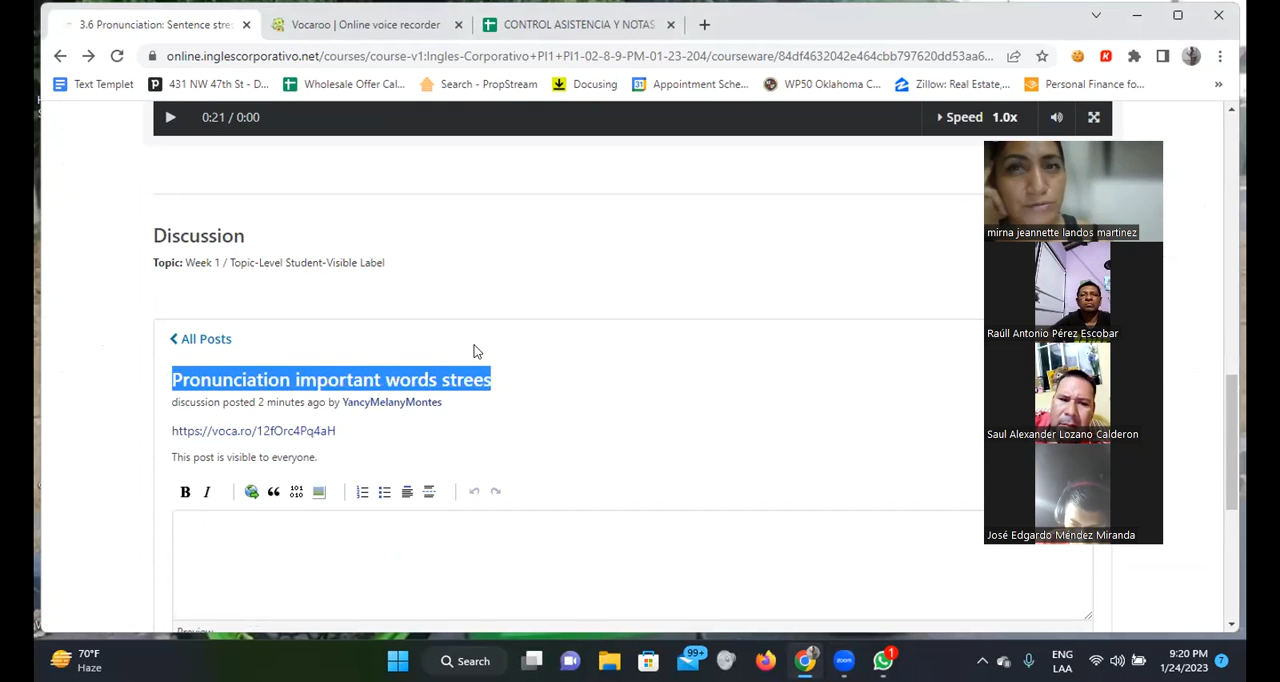 3.6 Pronunciation: Sentence stre
Vocaroo | Online voice recorder
CONTROL ASISTENCIA Y NOTAS
online.inglescorporativo.net/courses/course-v1:Ingles-Corporativo+PI1+PI1-02-8-9-PM-01-23-204/courseware/84df4632042e464cbb797620dd53aa6...
Text Templet
431 NW 47th St - D...
Wholesale Offer Cal...
Search - PropStream
Docusing
Appointment Sche...
WP50 Oklahoma C...
Zillow: Real Estate,...
Personal Finance fo...
»
0:21 / 0:00
Speed 1.0x
mirna jeannette landos martinez
Discussion
Topic: Week 1 / Topic-Level Student-Visible Label
Raúll Antonio Pérez Escobar
All Posts
Pronunciation important words strees
discussion posted 2 minutes ago by YancyMelanyMontes
https://voca.ro/12fOrc4Pq4aH
Saul Alexander Lozano Calderon
This post is visible to everyone.
B I
José Edgardo Méndez Miranda
Preview
70°F
Haze
Search
99+
zoom
1
ENG
LAA
9:20 PM
1/24/2023
7